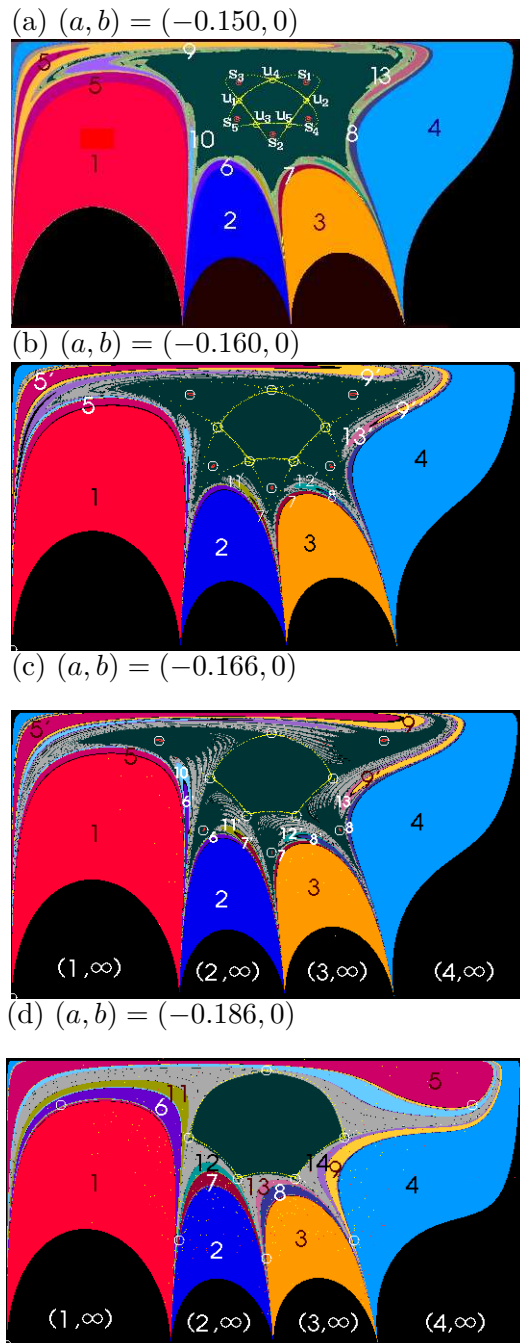 (a) (a, b) = (−0.150, 0)
5 9 13
s₃ u₄ s₁
5 u₁ u₂ 4
s₅ u₃ u₅ s₄
10 s₂ 8
1 6 7
2 3
(b) (a, b) = (−0.160, 0)
5′ 9′
5 9′
13′
4
11 12
1 7 7 8
2 3
(c) (a, b) = (−0.166, 0)
5′ 9
5
10 9
6 13
6 11 12 8
7 7 8 4
1
2 3
(1,∞) (2,∞) (3,∞) (4,∞)
(d) (a, b) = (−0.186, 0)
5
11
6
12 14 9
1 7 13 8 4
2 3
(1,∞) (2,∞) (3,∞) (4,∞)